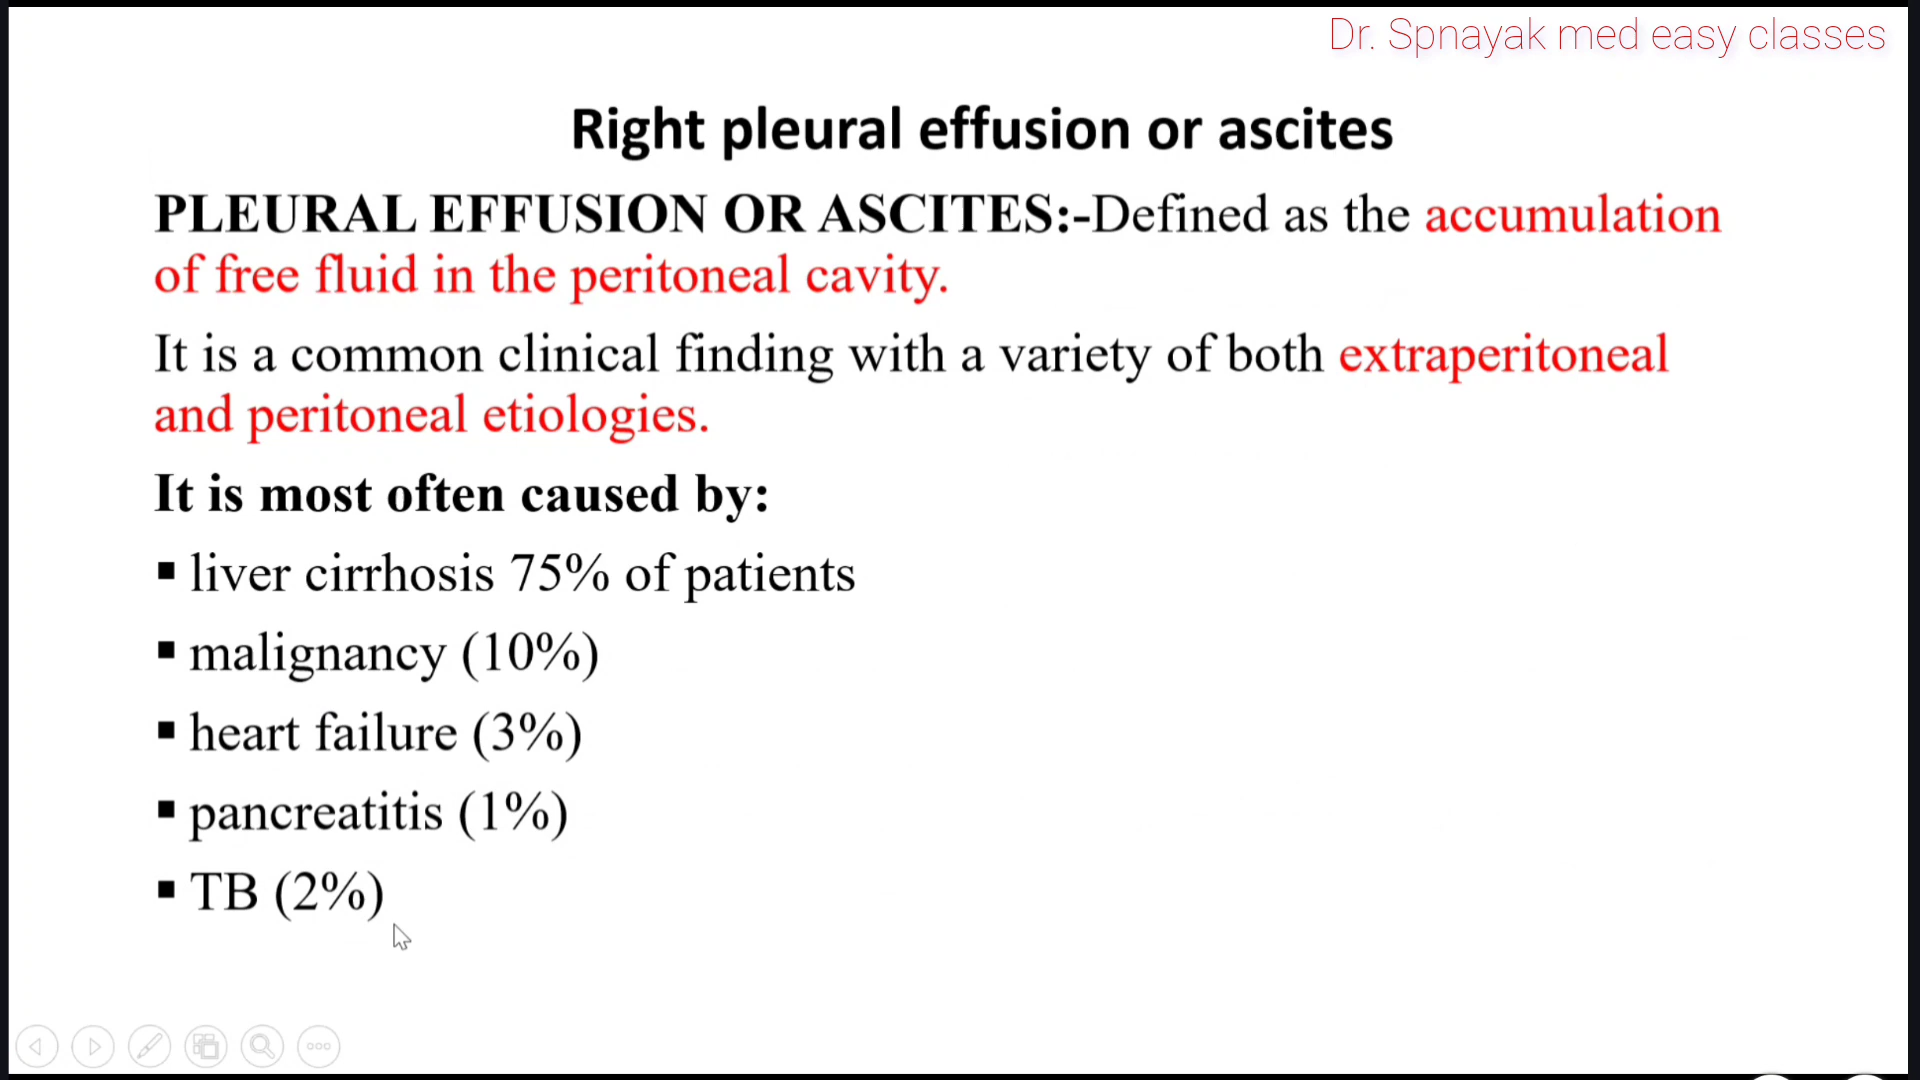 Dr. Spnayak med easy classes
Right pleural effusion or ascites
PLEURAL EFFUSION OR ASCITES:-Defined as the accumulation
of free fluid in the peritoneal cavity.
It is a common clinical finding with a variety of both extraperitoneal
and peritoneal etiologies.
It is most often caused by:
▪ liver cirrhosis 75% of patients
▪ malignancy (10%)
▪ heart failure (3%)
▪ pancreatitis (1%)
▪ TB (2%)